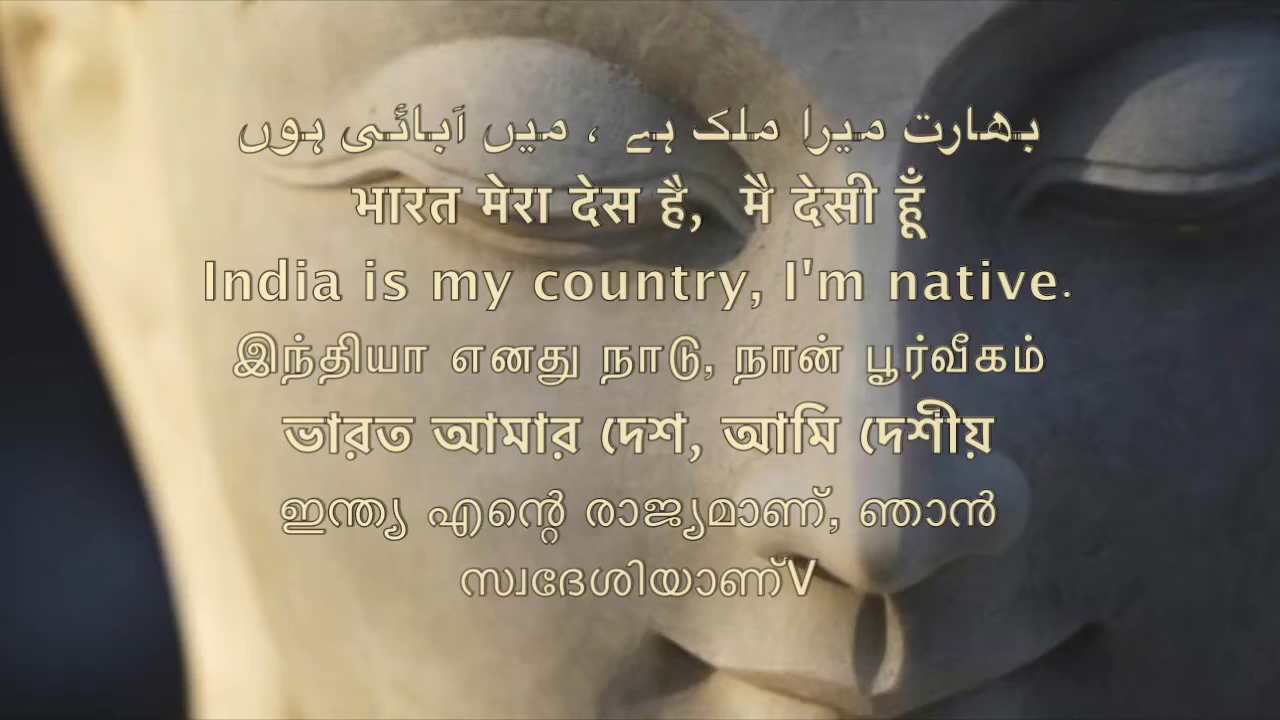 بھارت میرا ملک ہے ، میں آبائی ہوں
भारत मेरा देस है, मै देसी हूँ
India is my country, I'm native.
இந்தியா எனது நாடு, நான் பூர்வீகம்
ভারত আমার দেশ, আমি দেশীয়
ഇന്ത്യ എന്റെ രാജ്യമാണ്, ഞാൻ
സ്വദേശിയാണ്V